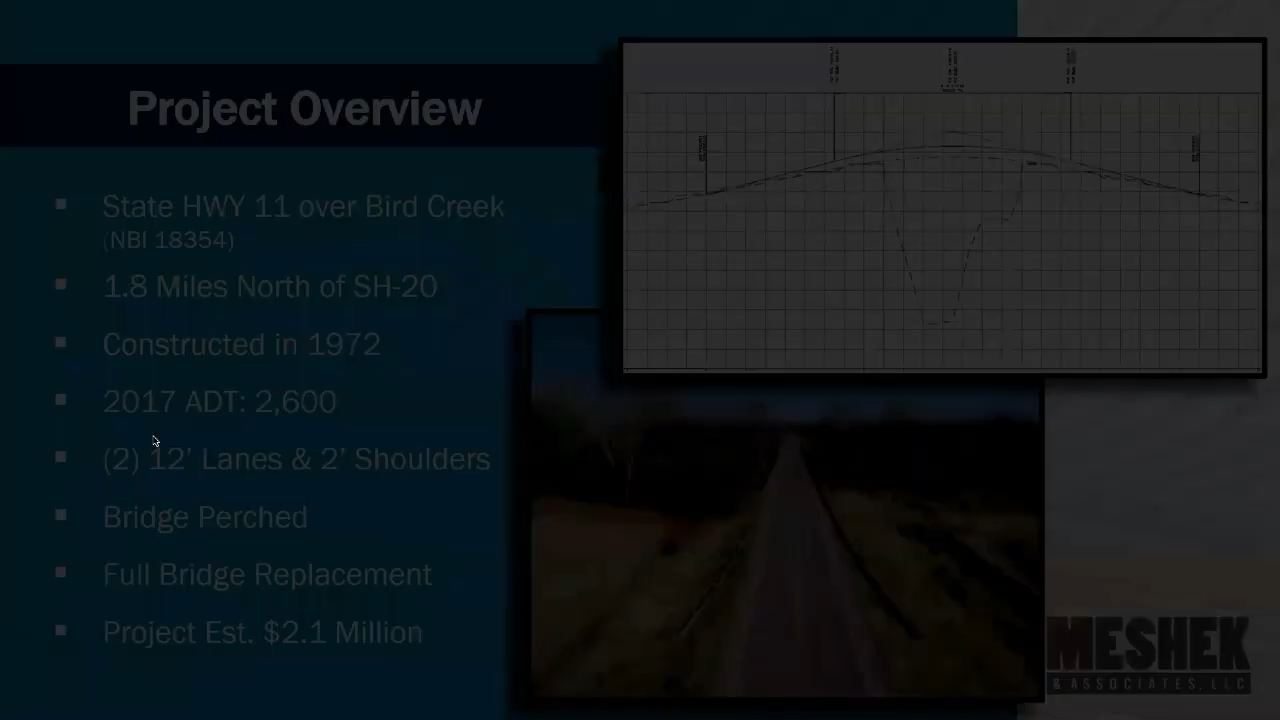 Project Overview
State HWY 11 over Bird Creek
(NBI 18354)
1.8 Miles North of SH-20
Constructed in 1972
2017 ADT: 2,600
(2) 12’ Lanes & 2’ Shoulders
Bridge Perched
Full Bridge Replacement
Project Est. $2.1 Million
MESHEK
& ASSOCIATES, LLC